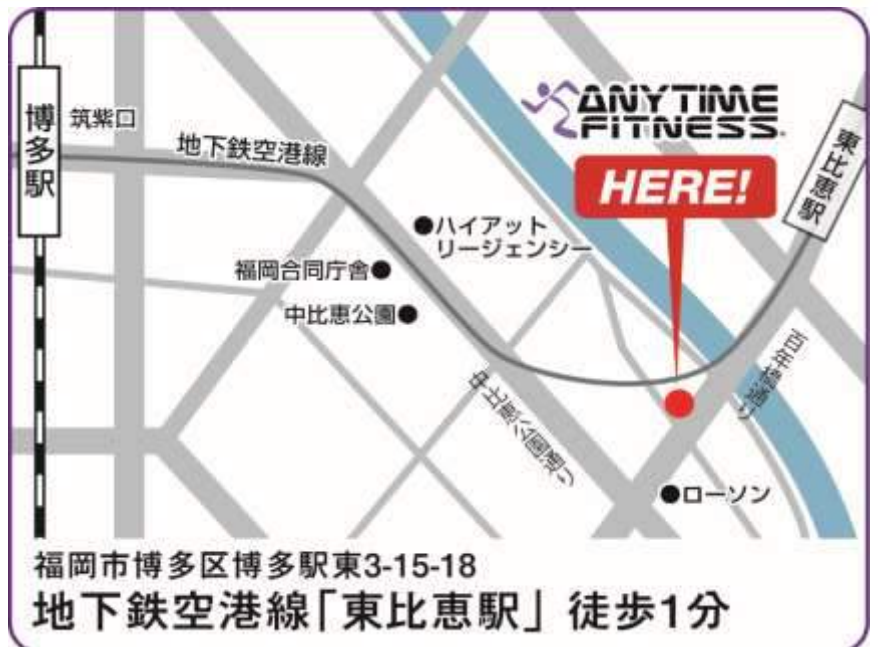 博多駅
筑紫口
地下鉄空港線
ANYTIME
FITNESS
HERE!
東比恵駅
ハイアット
リージェンシー
福岡合同庁舎
中比恵公園
中比恵公園通り
百年橋通り
ローソン
福岡市博多区博多駅東3-15-18
地下鉄空港線「東比恵駅」徒歩1分